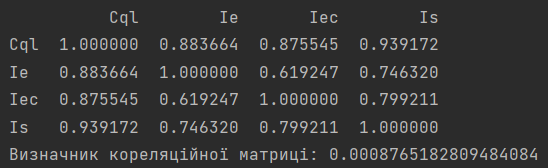 Cql Ie Iec Is
Cql 1.000000 0.883664 0.875545 0.939172
Ie 0.883664 1.000000 0.619247 0.746320
Iec 0.875545 0.619247 1.000000 0.799211
Is 0.939172 0.746320 0.799211 1.000000
Визначник кореляційної матриці: 0.0008765182809484084